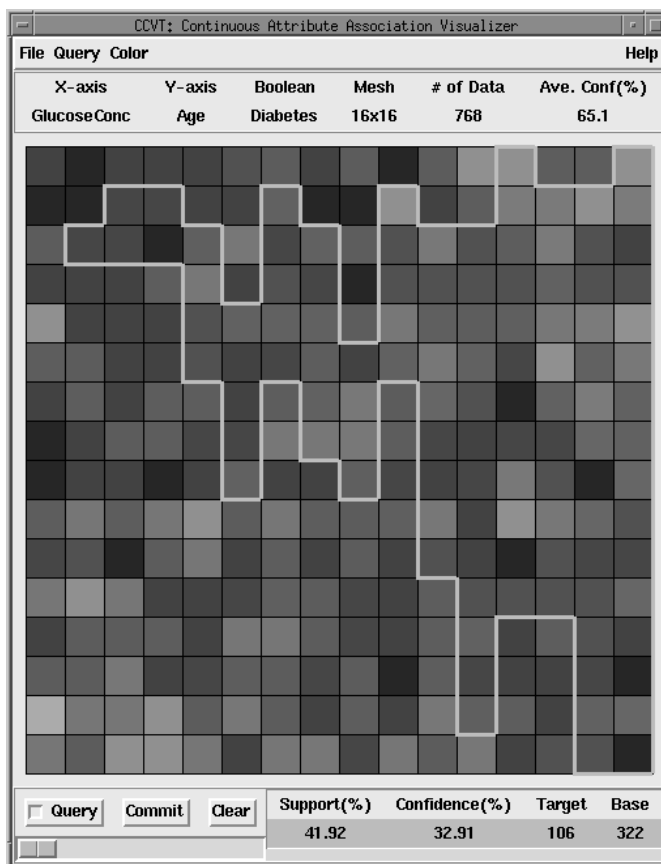 CCVT: Continuous Attribute Association Visualizer
File Query Color Help
X-axis Y-axis Boolean Mesh # of Data Ave. Conf(%)
GlucoseConc Age Diabetes 16x16 768 65.1
Query Commit Clear
Support(%) Confidence(%) Target Base
41.92 32.91 106 322